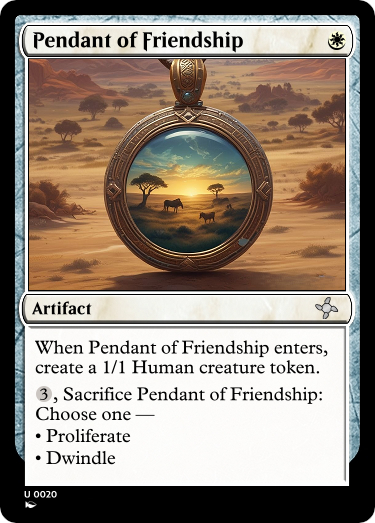 Pendant of Friendship
Artifact
When Pendant of Friendship enters,
create a 1/1 Human creature token.
3, Sacrifice Pendant of Friendship:
Choose one —
• Proliferate
• Dwindle
U 0020